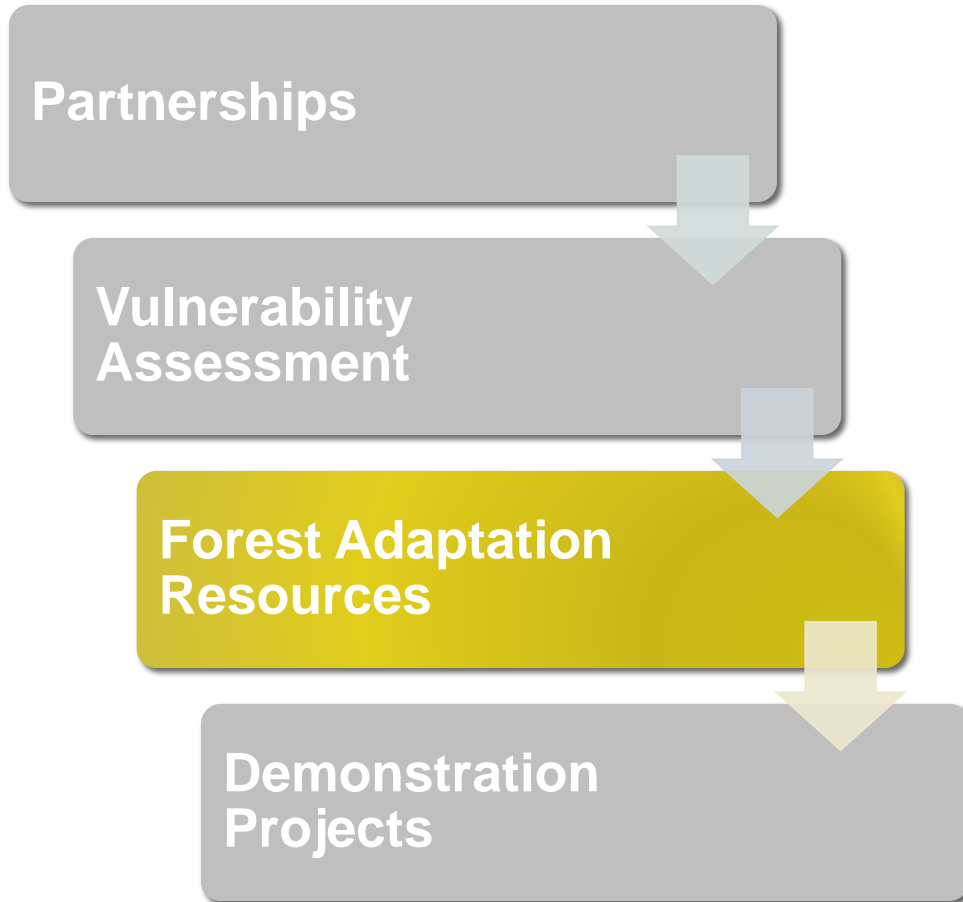 Partnerships
Vulnerability
Assessment
Forest Adaptation
Resources
Demonstration
Projects